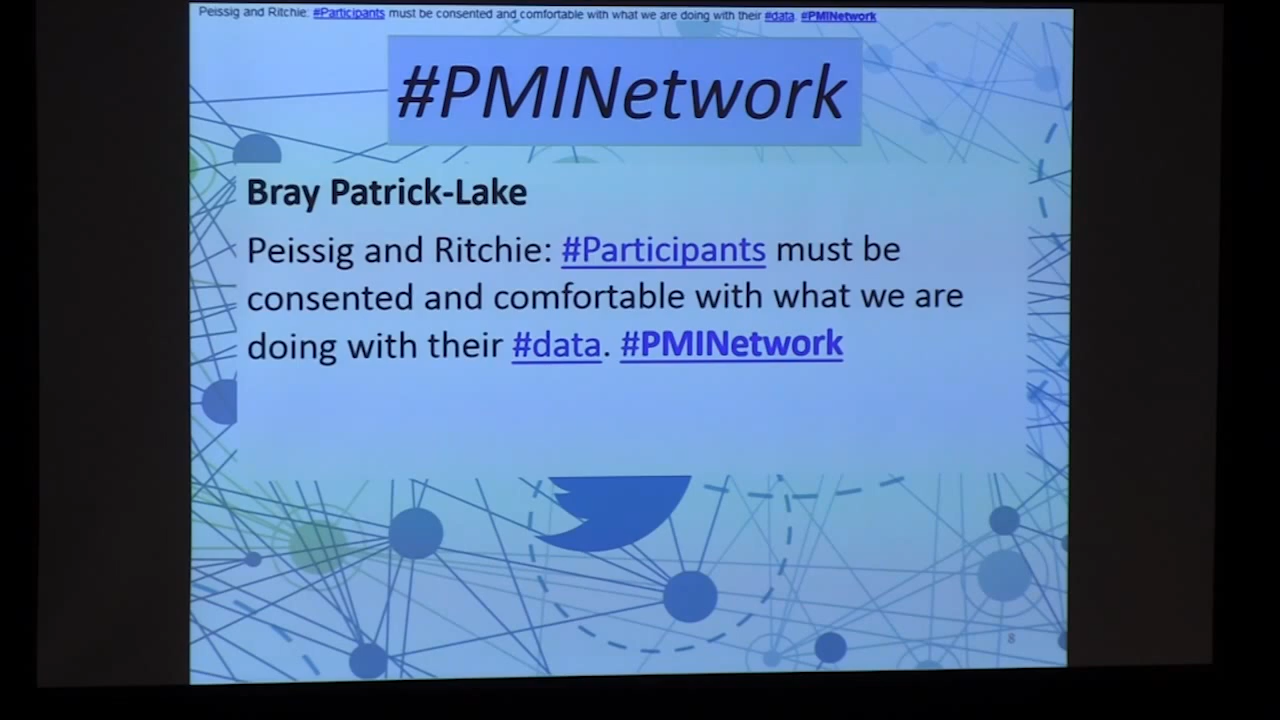 Peissig and Ritchie: #Participants must be consented and comfortable with what we are doing with their #data. #PMINetwork
#PMINetwork
Bray Patrick-Lake
Peissig and Ritchie: #Participants must be
consented and comfortable with what we are
doing with their #data. #PMINetwork
8